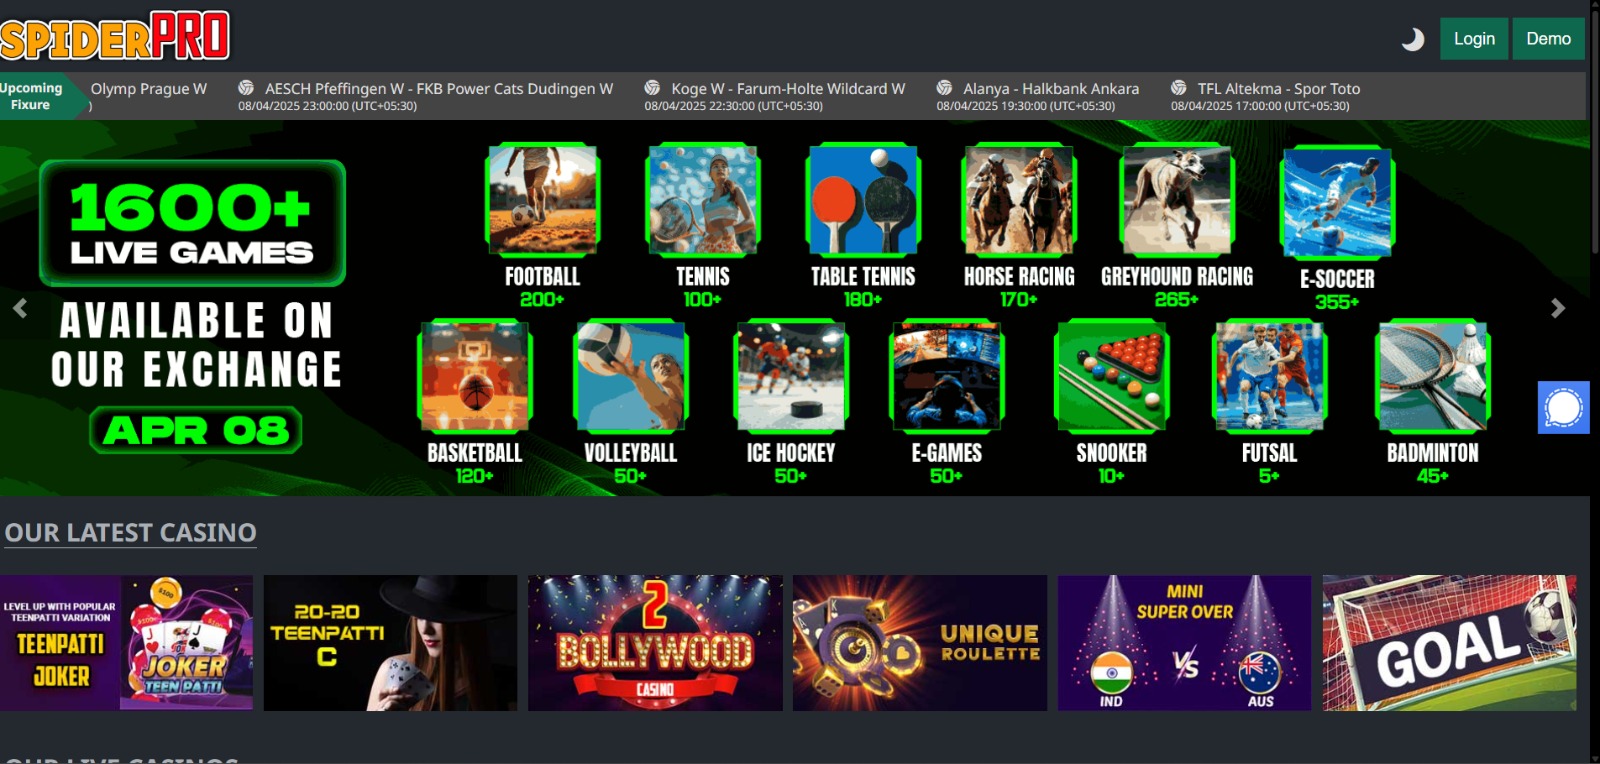 SPIDERPRO
Login
Demo
Upcoming
Fixure
Olymp Prague W
)
AESCH Pfeffingen W - FKB Power Cats Dudingen W
08/04/2025 23:00:00 (UTC+05:30)
Koge W - Farum-Holte Wildcard W
08/04/2025 22:30:00 (UTC+05:30)
Alanya - Halkbank Ankara
08/04/2025 19:30:00 (UTC+05:30)
TFL Altekma - Spor Toto
08/04/2025 17:00:00 (UTC+05:30)
1600+
LIVE GAMES
AVAILABLE ON
OUR EXCHANGE
APR 08
FOOTBALL
200+
TENNIS
100+
TABLE TENNIS
180+
HORSE RACING
170+
GREYHOUND RACING
265+
E-SOCCER
355+
BASKETBALL
120+
VOLLEYBALL
50+
ICE HOCKEY
50+
E-GAMES
50+
SNOOKER
10+
FUTSAL
5+
BADMINTON
45+
OUR LATEST CASINO
LEVEL UP WITH POPULAR
TEENPATTI VARIATION
TEENPATTI
JOKER
JOKER
TEEN PATTI
20-20
TEENPATTI
C
2
BOLLYWOOD
CASINO
UNIQUE
ROULETTE
MINI
SUPER OVER
VS
IND
AUS
GOAL
OUR LIVE CASINOS